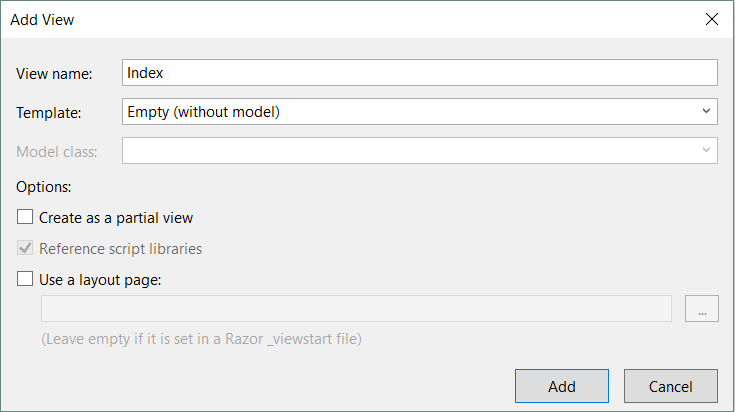 Add View
View name: Index
Template: Empty (without model)
Model class:
Options:
Create as a partial view
Reference script libraries
Use a layout page:
...
(Leave empty if it is set in a Razor _viewstart file)
Add Cancel